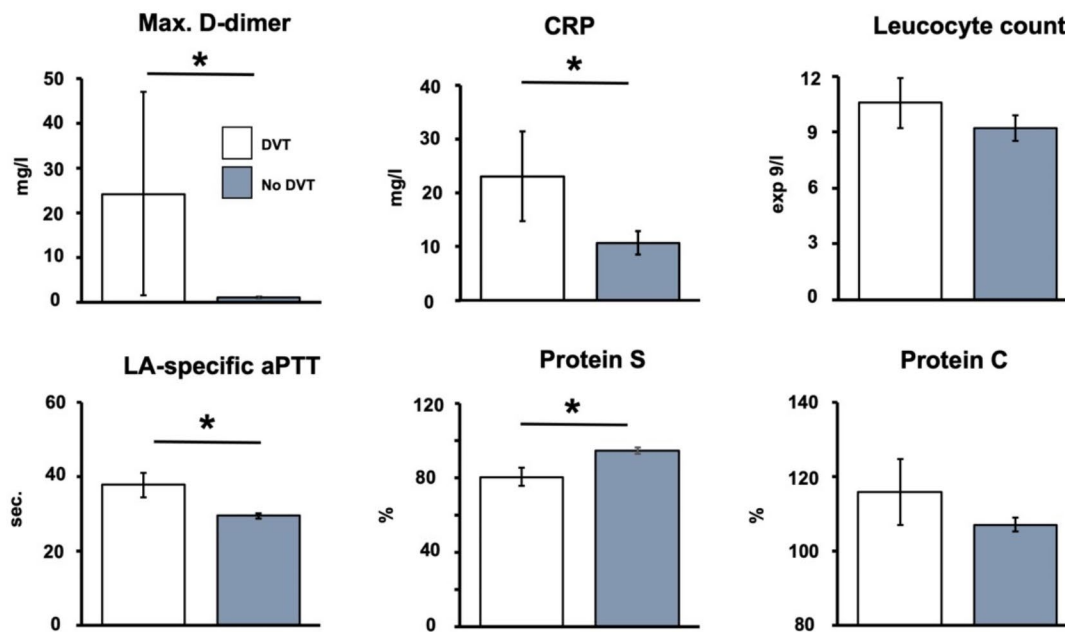 Max. D-dimer
*
50
40
30
20
10
0
mg/l
DVT
No DVT
CRP
*
40
30
20
10
0
mg/l
Leucocyte count
12
9
6
3
0
exp 9/l
LA-specific aPTT
*
60
40
20
0
sec.
Protein S
*
120
80
40
0
%
Protein C
140
120
100
80
%